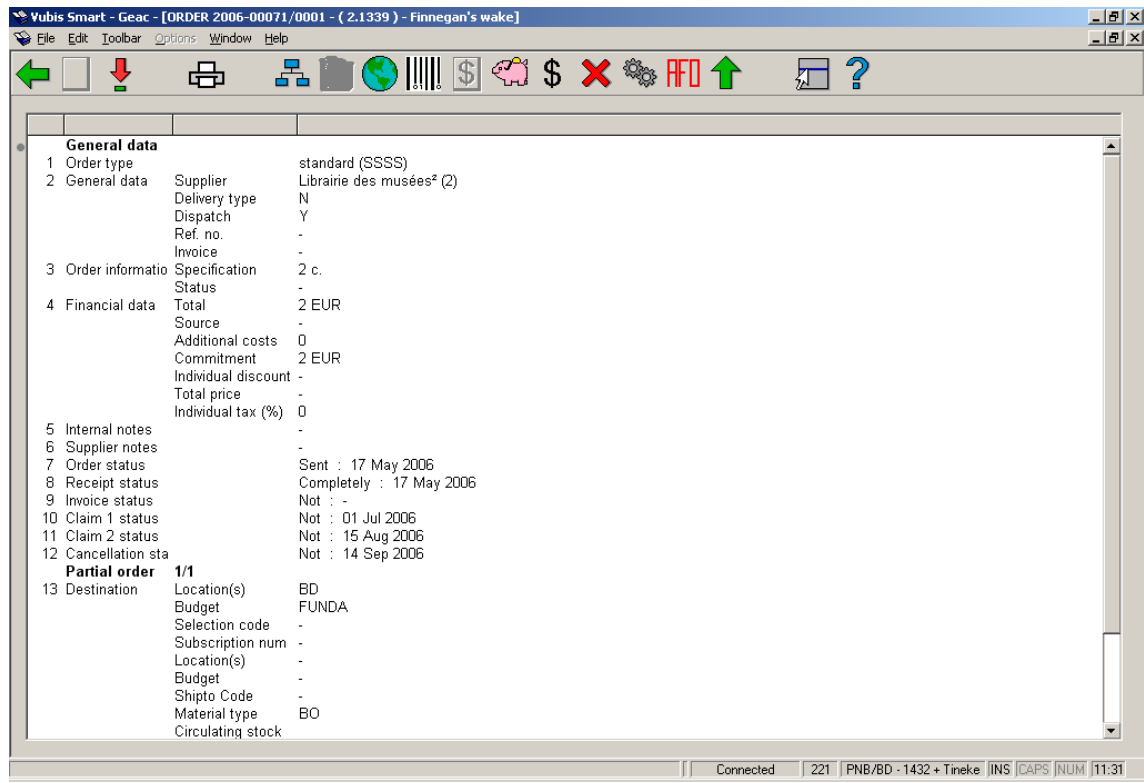 Vubis Smart - Geac - [ORDER 2006-00071/0001 - ( 2.1339 ) - Finnegan's wake]
File Edit Toolbar Options Window Help
$ $ AFO ?
General data
1 Order type standard (SSSS)
2 General data Supplier Librairie des musées² (2)
Delivery type N
Dispatch Y
Ref. no. -
Invoice -
3 Order informatio Specification 2 c.
Status -
4 Financial data Total 2 EUR
Source -
Additional costs 0
Commitment 2 EUR
Individual discount -
Total price -
Individual tax (%) 0
5 Internal notes -
6 Supplier notes -
7 Order status Sent : 17 May 2006
8 Receipt status Completely : 17 May 2006
9 Invoice status Not : -
10 Claim 1 status Not : 01 Jul 2006
11 Claim 2 status Not : 15 Aug 2006
12 Cancellation sta Not : 14 Sep 2006
Partial order 1/1
13 Destination Location(s) BD
Budget FUNDA
Selection code -
Subscription num -
Location(s) -
Budget -
Shipto Code -
Material type BO
Circulating stock
Connected 221 PNB/BD - 1432 + Tineke INS CAPS NUM 11:31